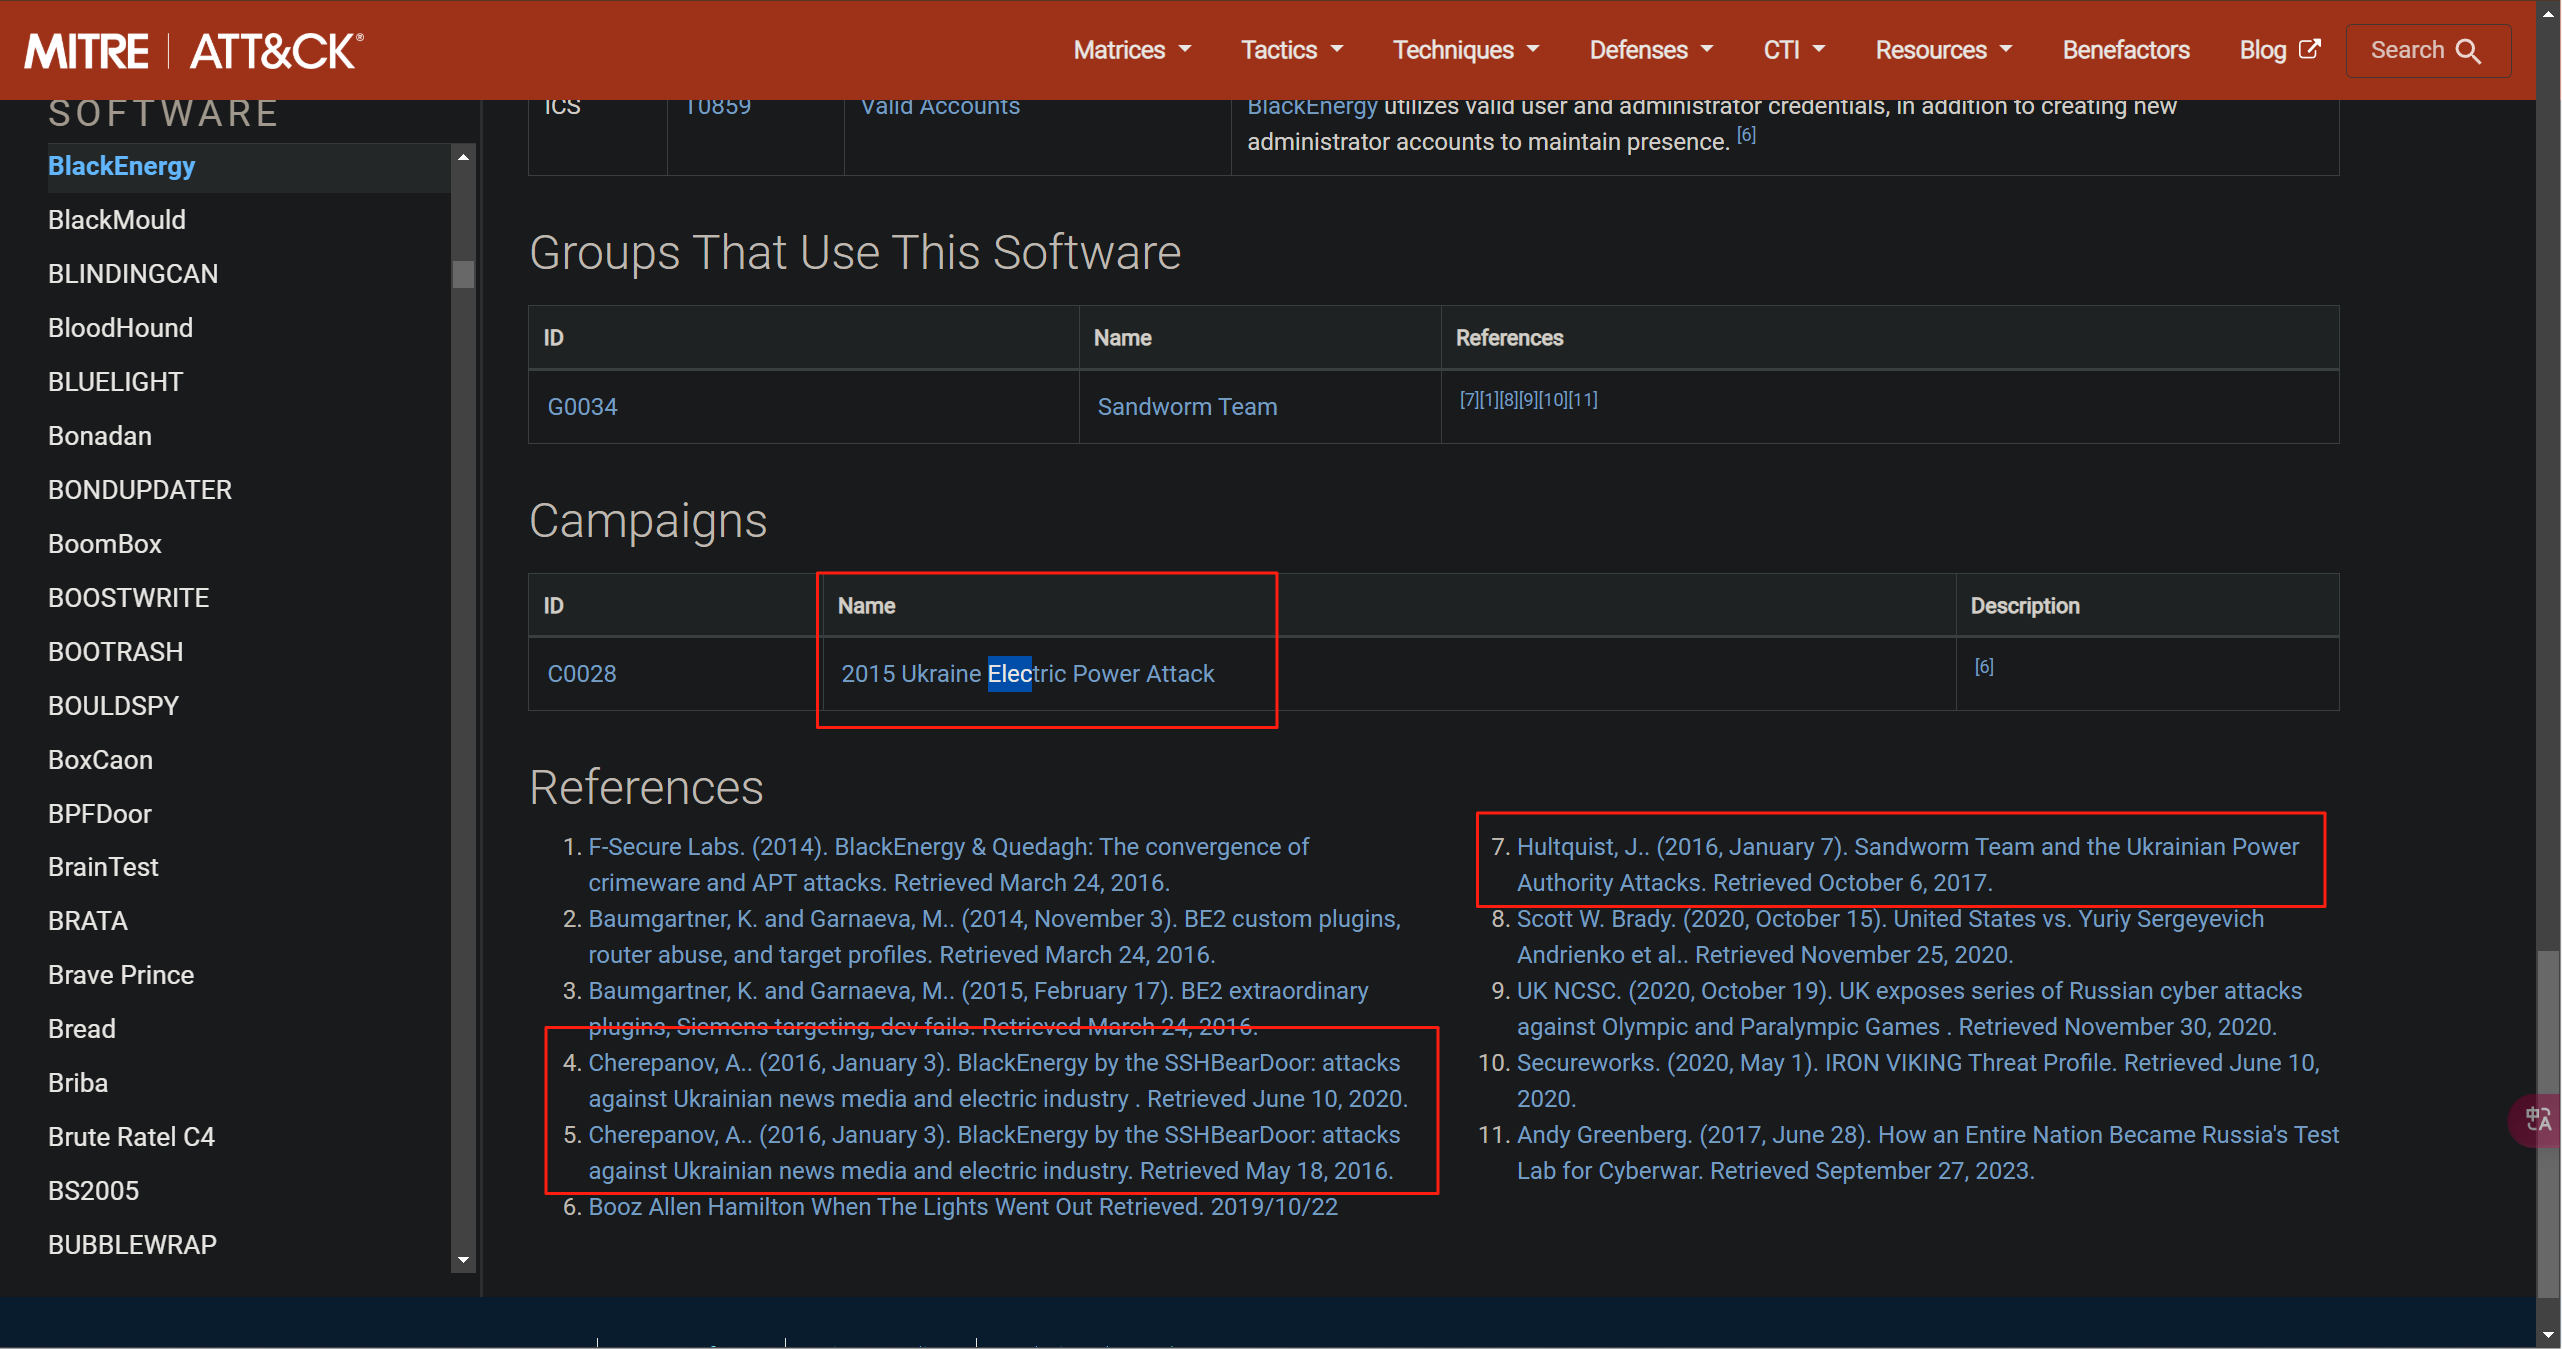 MITRE | ATT&CK®
Matrices
Tactics
Techniques
Defenses
CTI
Resources
Benefactors
Blog
Search
SOFTWARE
BlackEnergy
BlackMould
BLINDINGCAN
BloodHound
BLUELIGHT
Bonadan
BONDUPDATER
BoomBox
BOOSTWRITE
BOOTRASH
BOULDSPY
BoxCaon
BPFDoor
BrainTest
BRATA
Brave Prince
Bread
Briba
Brute Ratel C4
BS2005
BUBBLEWRAP
ICS T0859 Valid Accounts BlackEnergy utilizes valid user and administrator credentials, in addition to creating new
administrator accounts to maintain presence. [6]
Groups That Use This Software
ID Name References
G0034 Sandworm Team [7][1][8][9][10][11]
Campaigns
ID Name Description
C0028 2015 Ukraine Electric Power Attack [6]
References
1. F-Secure Labs. (2014). BlackEnergy & Quedagh: The convergence of
crimeware and APT attacks. Retrieved March 24, 2016.
2. Baumgartner, K. and Garnaeva, M.. (2014, November 3). BE2 custom plugins,
router abuse, and target profiles. Retrieved March 24, 2016.
3. Baumgartner, K. and Garnaeva, M.. (2015, February 17). BE2 extraordinary
plugins, Siemens targeting, dev fails. Retrieved March 24, 2016.
4. Cherepanov, A.. (2016, January 3). BlackEnergy by the SSHBearDoor: attacks
against Ukrainian news media and electric industry . Retrieved June 10, 2020.
5. Cherepanov, A.. (2016, January 3). BlackEnergy by the SSHBearDoor: attacks
against Ukrainian news media and electric industry. Retrieved May 18, 2016.
6. Booz Allen Hamilton When The Lights Went Out Retrieved. 2019/10/22
7. Hultquist, J.. (2016, January 7). Sandworm Team and the Ukrainian Power
Authority Attacks. Retrieved October 6, 2017.
8. Scott W. Brady. (2020, October 15). United States vs. Yuriy Sergeyevich
Andrienko et al.. Retrieved November 25, 2020.
9. UK NCSC. (2020, October 19). UK exposes series of Russian cyber attacks
against Olympic and Paralympic Games . Retrieved November 30, 2020.
10. Secureworks. (2020, May 1). IRON VIKING Threat Profile. Retrieved June 10,
2020.
11. Andy Greenberg. (2017, June 28). How an Entire Nation Became Russia's Test
Lab for Cyberwar. Retrieved September 27, 2023.
中A